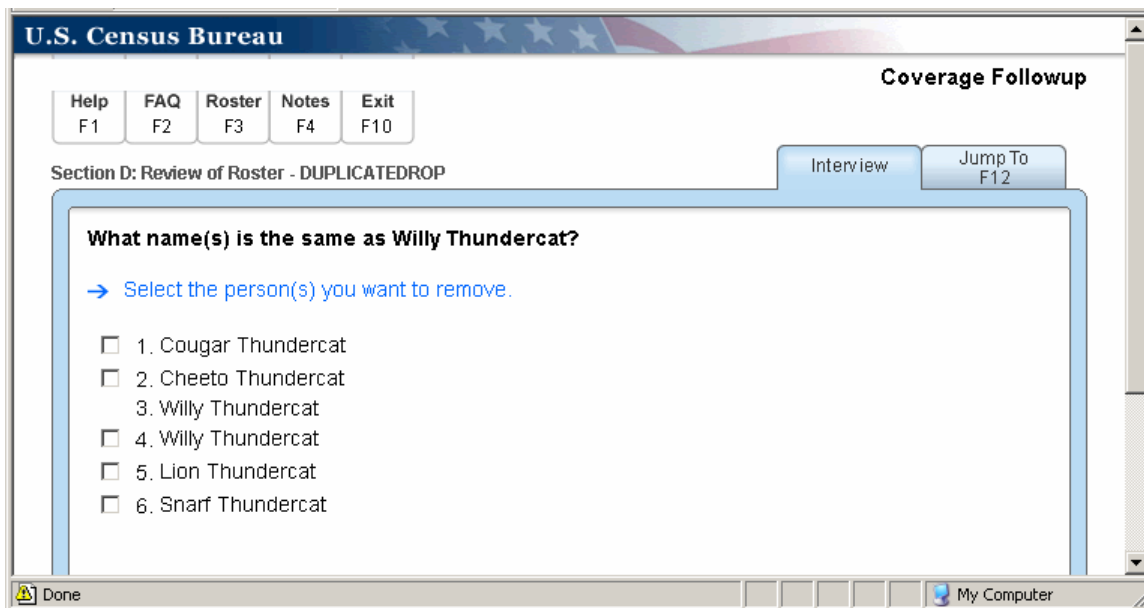 U.S. Census Bureau
Coverage Followup
Help FAQ Roster Notes Exit
F1 F2 F3 F4 F10
Section D: Review of Roster - DUPLICATEDROP
Interview
Jump To
F12
What name(s) is the same as Willy Thundercat?
→ Select the person(s) you want to remove.
1. Cougar Thundercat
2. Cheeto Thundercat
3. Willy Thundercat
4. Willy Thundercat
5. Lion Thundercat
6. Snarf Thundercat
Done
My Computer